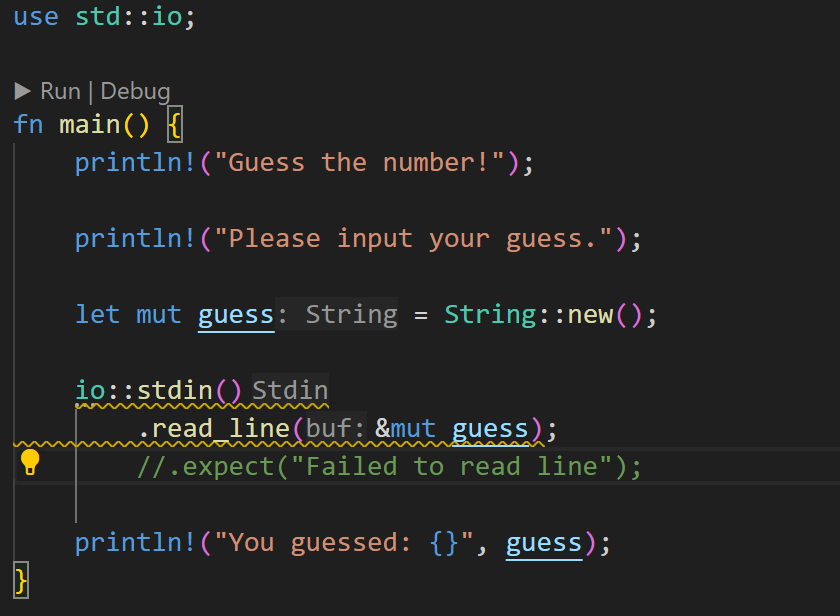 use std::io;
▶ Run | Debug
fn main() {
println!("Guess the number!");
println!("Please input your guess.");
let mut guess: String = String::new();
io::stdin() Stdin
.read_line(buf: &mut guess);
//.expect("Failed to read line");
println!("You guessed: {}", guess);
}